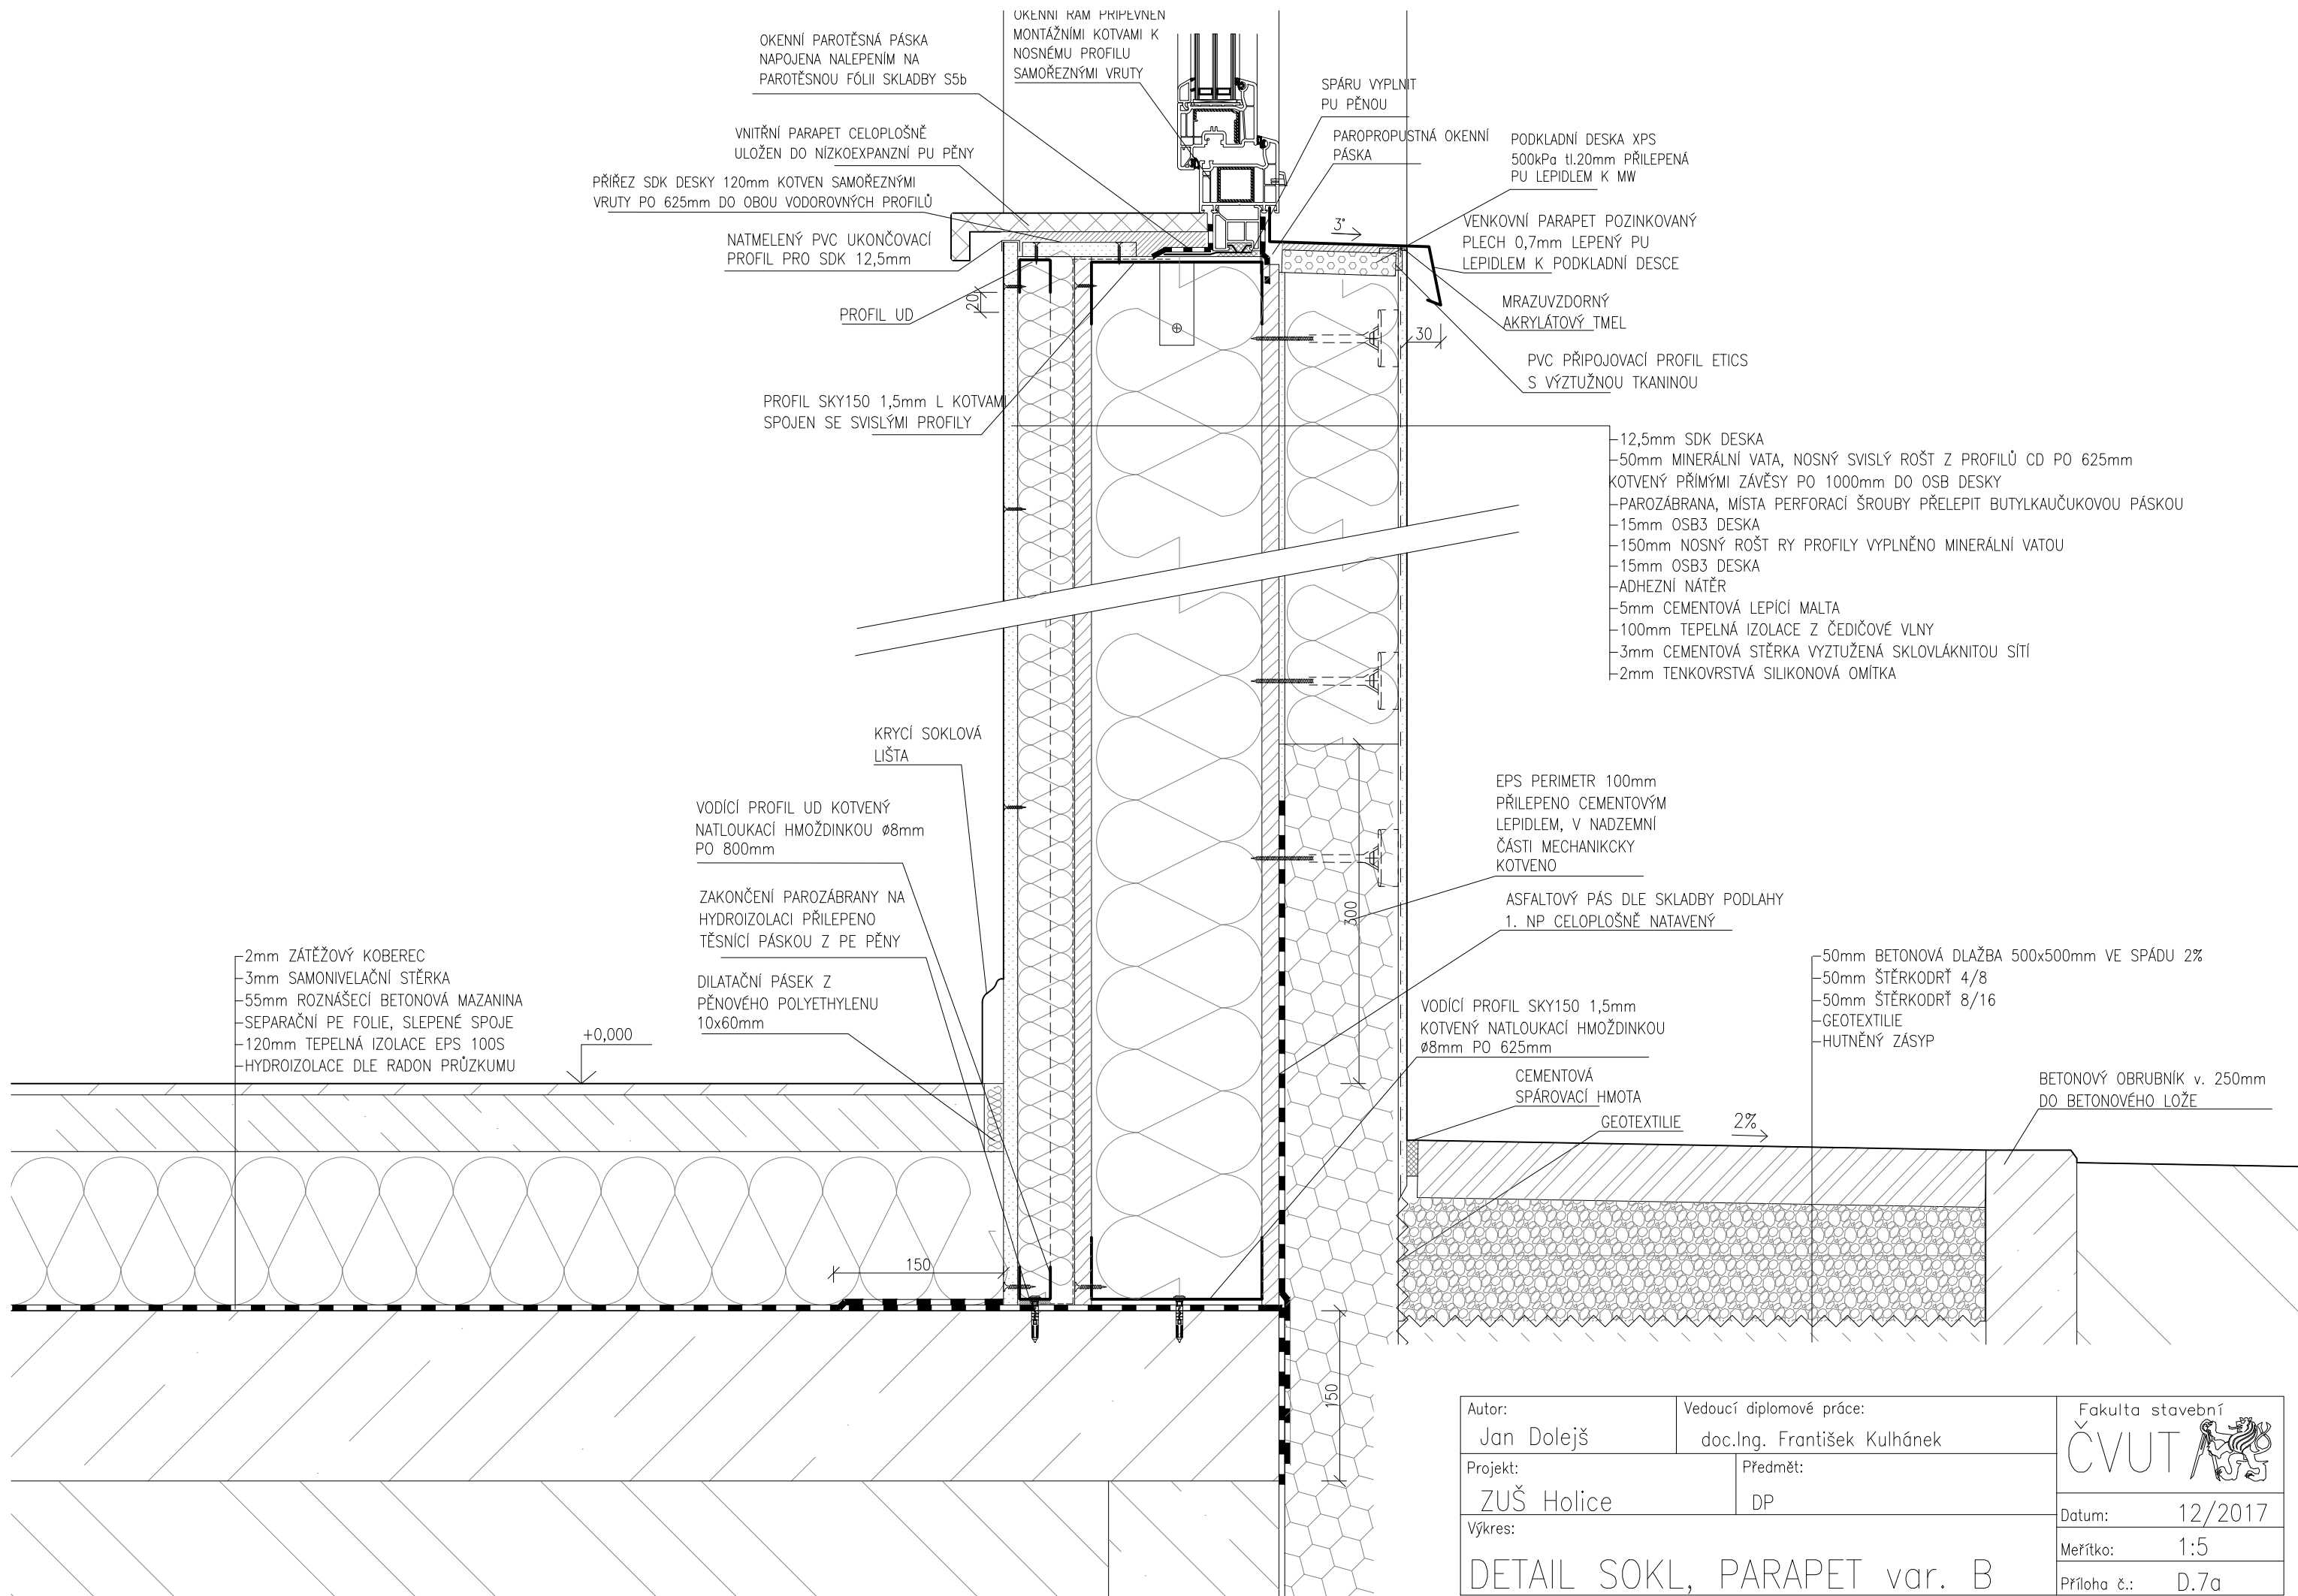 OKENNÍ PAROTĚSNÁ PÁSKA
NAPOJENA NALEPENÍM NA
PAROTĚSNOU FÓLII SKLADBY S5b
OKENNÍ RÁM PŘIPEVNĚN
MONTÁŽNÍMI KOTVAMI K
NOSNÉMU PROFILU
SAMOŘEZNÝMI VRUTY
SPÁRU VYPLNIT
PU PĚNOU
PAROPROPUSTNÁ OKENNÍ
PÁSKA
PODKLADNÍ DESKA XPS
500kPa tl.20mm PŘILEPENÁ
PU LEPIDLEM K MW
VNITŘNÍ PARAPET CELOPLOŠNĚ
ULOŽEN DO NÍZKOEXPANZNÍ PU PĚNY
PŘÍŘEZ SDK DESKY 120mm KOTVEN SAMOŘEZNÝMI
VRUTY PO 625mm DO OBOU VODOROVNÝCH PROFILŮ
NATMELENÝ PVC UKONČOVACÍ
PROFIL PRO SDK 12,5mm
3°
VENKOVNÍ PARAPET POZINKOVANÝ
PLECH 0,7mm LEPENÝ PU
LEPIDLEM K PODKLADNÍ DESCE
MRAZUVZDORNÝ
AKRYLÁTOVÝ TMEL
PROFIL UD
20
30
PVC PŘIPOJOVACÍ PROFIL ETICS
S VÝZTUŽNOU TKANINOU
PROFIL SKY150 1,5mm L KOTVAMI
SPOJEN SE SVISLÝMI PROFILY
12,5mm SDK DESKA
50mm MINERÁLNÍ VATA, NOSNÝ SVISLÝ ROŠT Z PROFILŮ CD PO 625mm
KOTVENÝ PŘÍMÝMI ZÁVĚSY PO 1000mm DO OSB DESKY
PAROZÁBRANA, MÍSTA PERFORACÍ ŠROUBY PŘELEPIT BUTYLKAUČUKOVOU PÁSKOU
15mm OSB3 DESKA
150mm NOSNÝ ROŠT RY PROFILY VYPLNĚNO MINERÁLNÍ VATOU
15mm OSB3 DESKA
ADHEZNÍ NÁTĚR
5mm CEMENTOVÁ LEPÍCÍ MALTA
100mm TEPELNÁ IZOLACE Z ČEDIČOVÉ VLNY
3mm CEMENTOVÁ STĚRKA VYZTUŽENÁ SKLOVLÁKNITOU SÍTÍ
2mm TENKOVRSTVÁ SILIKONOVÁ OMÍTKA
KRYCÍ SOKLOVÁ
LIŠTA
VODÍCÍ PROFIL UD KOTVENÝ
NATLOUKACÍ HMOŽDINKOU ø8mm
PO 800mm
ZAKONČENÍ PAROZÁBRANY NA
HYDROIZOLACI PŘILEPENO
TĚSNÍCÍ PÁSKOU Z PE PĚNY
DILATAČNÍ PÁSEK Z
PĚNOVÉHO POLYETHYLENU
10x60mm
EPS PERIMETR 100mm
PŘILEPENO CEMENTOVÝM
LEPIDLEM, V NADZEMNÍ
ČÁSTI MECHANIKCKY
KOTVENO
300
ASFALTOVÝ PÁS DLE SKLADBY PODLAHY
1. NP CELOPLOŠNĚ NATAVENÝ
2mm ZÁTĚŽOVÝ KOBEREC
3mm SAMONIVELAČNÍ STĚRKA
55mm ROZNÁŠECÍ BETONOVÁ MAZANINA
SEPARAČNÍ PE FOLIE, SLEPENÉ SPOJE
120mm TEPELNÁ IZOLACE EPS 100S
HYDROIZOLACE DLE RADON PRŮZKUMU
+0,000
50mm BETONOVÁ DLAŽBA 500x500mm VE SPÁDU 2%
50mm ŠTĚRKODRŤ 4/8
50mm ŠTĚRKODRŤ 8/16
GEOTEXTILIE
HUTNĚNÝ ZÁSYP
VODÍCÍ PROFIL SKY150 1,5mm
KOTVENÝ NATLOUKACÍ HMOŽDINKOU
ø8mm PO 625mm
CEMENTOVÁ
SPÁROVACÍ HMOTA
GEOTEXTILIE
2%
BETONOVÝ OBRUBNÍK v. 250mm
DO BETONOVÉHO LOŽE
150
150
Autor:
Jan Dolejš
Vedoucí diplomové práce:
doc.Ing. František Kulhánek
Fakulta stavební
ČVUT
Projekt:
ZUŠ Holice
Předmět:
DP
Datum: 12/2017
Výkres:
DETAIL SOKL, PARAPET var. B
Meřítko: 1:5
Příloha č.: D.7a